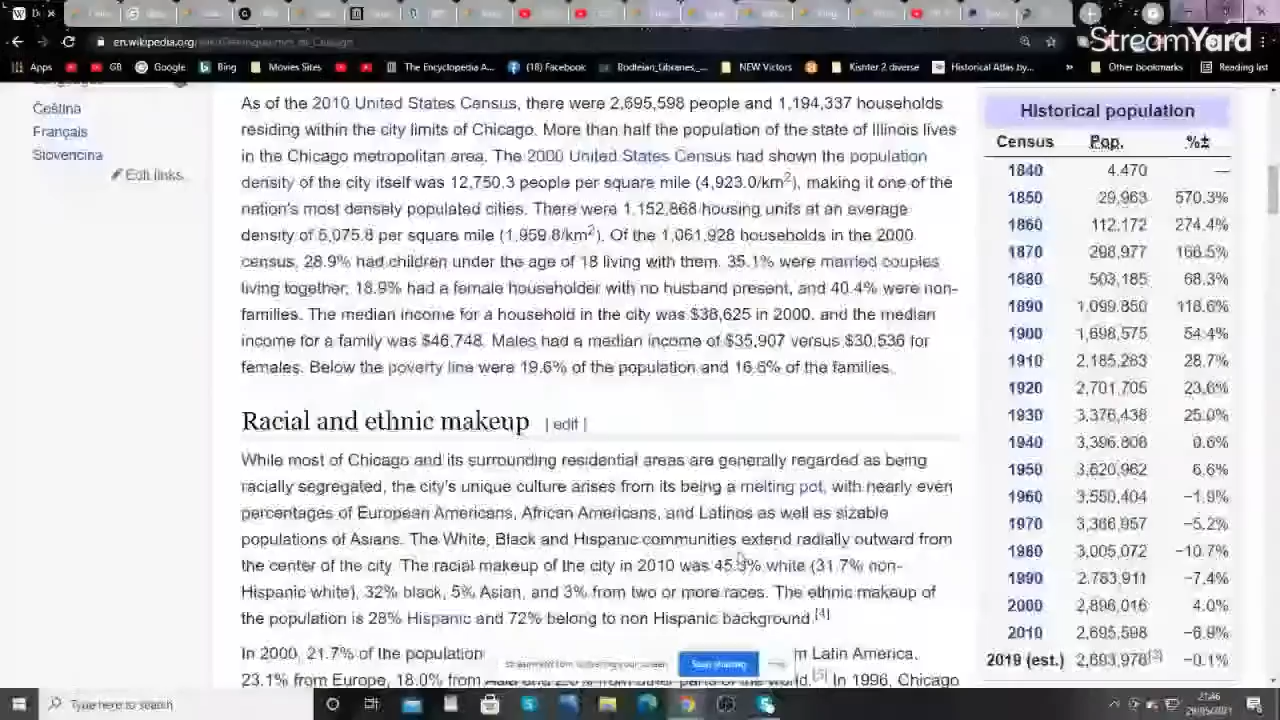 StreamYard
en.wikipedia.org
Apps
GB
Google
Bing
Movies Sites
The Encyclopedia A...
(18) Facebook
Bodleian_Libraries_...
NEW Victors
Kishter 2 diverse
Historical Atlas by...
»
Other bookmarks
Reading list
Čeština
Français
Slovenčina
Edit links
As of the 2010 United States Census, there were 2,695,598 people and 1,194,337 households
residing within the city limits of Chicago. More than half the population of the state of Illinois lives
in the Chicago metropolitan area. The 2000 United States Census had shown the population
density of the city itself was 12,750.3 people per square mile (4,923.0/km2), making it one of the
nation's most densely populated cities. There were 1,152,868 housing units at an average
density of 5,075.8 per square mile (1,959.8/km2). Of the 1,061,928 households in the 2000
census, 28.9% had children under the age of 18 living with them, 35.1% were married couples
living together, 18.9% had a female householder with no husband present, and 40.4% were non-
families. The median income for a household in the city was $38,625 in 2000, and the median
income for a family was $46,748. Males had a median income of $35,907 versus $30,536 for
females. Below the poverty line were 19.6% of the population and 16.6% of the families.
Racial and ethnic makeup [ edit ]
While most of Chicago and its surrounding residential areas are generally regarded as being
racially segregated, the city's unique culture arises from its being a melting pot, with nearly even
percentages of European Americans, African Americans, and Latinos as well as sizable
populations of Asians. The White, Black and Hispanic communities extend radially outward from
the center of the city. The racial makeup of the city in 2010 was white (31.7% non-
Hispanic white), 32% black, 5% Asian, and 3% from two or more races. The ethnic makeup of
the population is 28% Hispanic and 72% belong to non Hispanic background.[4]
In 2000, 21.7% of the population Latin America,
23.1% from Europe, 18.0% from world.[5] In 1996, Chicago
Stop sharing
Historical population
Census Pop. %±
1840 4,470 —
1850 29,963 570.3%
1860 112,172 274.4%
1870 298,977 166.5%
1880 503,185 68.3%
1890 1,099,850 118.6%
1900 1,698,575 54.4%
1910 2,185,283 28.7%
1920 2,701,705 23.6%
1930 3,376,438 25.0%
1940 3,396,808 0.6%
1950 3,620,962 6.6%
1960 3,550,404 −1.9%
1970 3,366,957 −5.2%
1980 3,005,072 −10.7%
1990 2,783,911 −7.4%
2000 2,896,016 4.0%
2010 2,695,598 −6.9%
2019 (est.) 2,693,976[3] −0.1%
Type here to search
21:46
29/05/2021